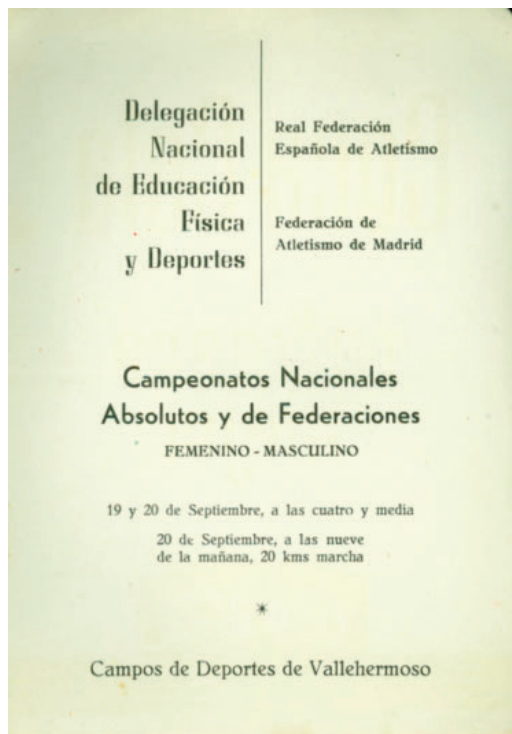 Delegación
Nacional
de Educación
Física
y Deportes
Real Federación
Española de Atletismo
Federación de
Atletismo de Madrid
Campeonatos Nacionales
Absolutos y de Federaciones
FEMENINO - MASCULINO
19 y 20 de Septiembre, a las cuatro y media
20 de Septiembre, a las nueve
de la mañana, 20 kms marcha
*
Campos de Deportes de Vallehermoso